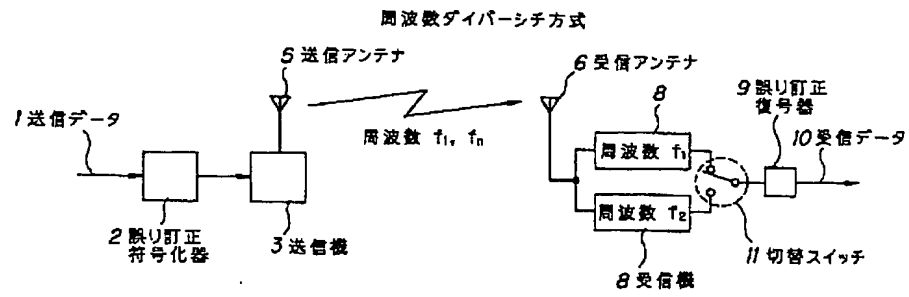 周波数ダイバーシチ方式
5 送信アンテナ
6 受信アンテナ
1 送信データ
周波数 f₁, fn
8
周波数 f₁
9 誤り訂正
復号器
10 受信データ
周波数 f₂
2 誤り訂正
符号化器
3 送信機
8 受信機
11 切替スイッチ